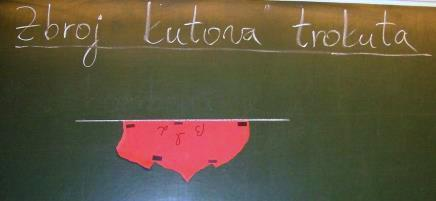 Zbroj kutova trokuta
α γ β